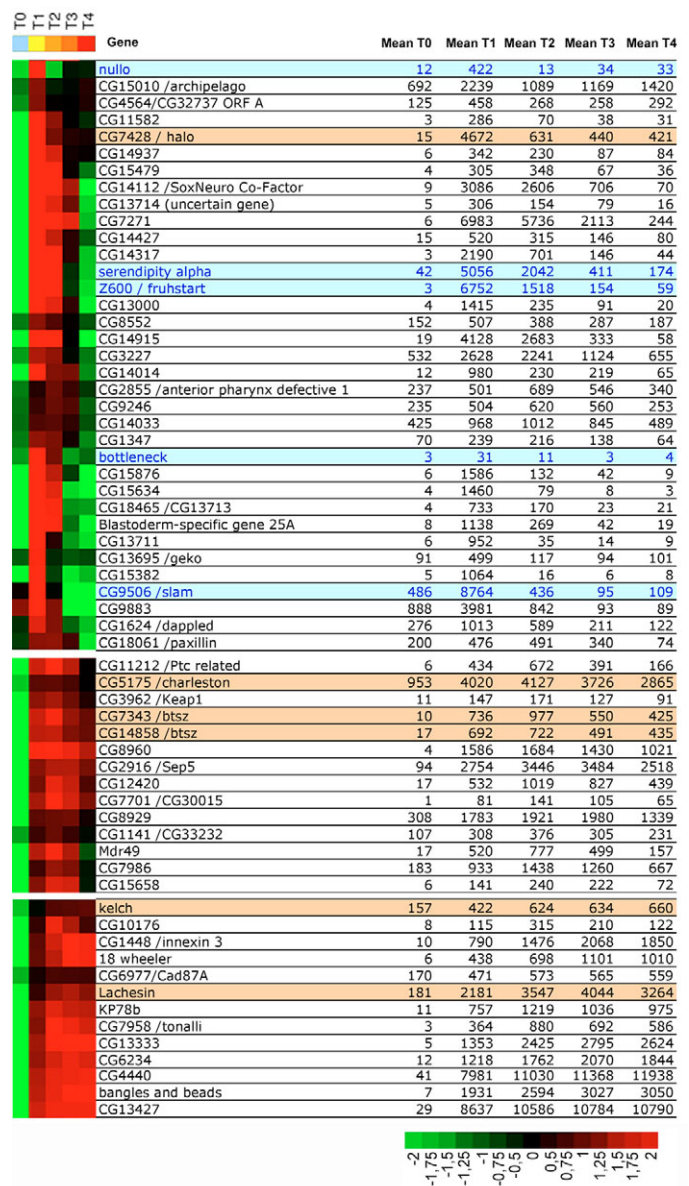 T0 T1 T2 T3 T4
Gene Mean T0 Mean T1 Mean T2 Mean T3 Mean T4
nullo 12 422 13 34 33
CG15010 /archipelago 692 2239 1089 1169 1420
CG4564/CG32737 ORF A 125 458 268 258 292
CG11582 3 286 70 38 31
CG7428 / halo 15 4672 631 440 421
CG14937 6 342 230 87 84
CG15479 4 305 348 67 36
CG14112 /SoxNeuro Co-Factor 9 3086 2606 706 70
CG13714 (uncertain gene) 5 306 154 79 16
CG7271 6 6983 5736 2113 244
CG14427 15 520 315 146 80
CG14317 3 2190 701 146 44
serendipity alpha 42 5056 2042 411 174
Z600 / fruhstart 3 6752 1518 154 59
CG13000 4 1415 235 91 20
CG8552 152 507 388 287 187
CG14915 19 4128 2683 333 58
CG3227 532 2628 2241 1124 655
CG14014 12 980 230 219 65
CG2855 /anterior pharynx defective 1 237 501 689 546 340
CG9246 235 504 620 560 253
CG14033 425 968 1012 845 489
CG1347 70 239 216 138 64
bottleneck 3 31 11 3 4
CG15876 6 1586 132 42 9
CG15634 4 1460 79 8 3
CG18465 /CG13713 4 733 170 23 21
Blastoderm-specific gene 25A 8 1138 269 42 19
CG13711 6 952 35 14 9
CG13695 /geko 91 499 117 94 101
CG15382 5 1064 16 6 8
CG9506 /slam 486 8764 436 95 109
CG9883 888 3981 842 93 89
CG1624 /dappled 276 1013 589 211 122
CG18061 /paxillin 200 476 491 340 74
CG11212 /Ptc related 6 434 672 391 166
CG5175 /charleston 953 4020 4127 3726 2865
CG3962 /Keap1 11 147 171 127 91
CG7343 /btsz 10 736 977 550 425
CG14858 /btsz 17 692 722 491 435
CG8960 4 1586 1684 1430 1021
CG2916 /Sep5 94 2754 3446 3484 2518
CG12420 17 532 1019 827 439
CG7701 /CG30015 1 81 141 105 65
CG8929 308 1783 1921 1980 1339
CG1141 /CG33232 107 308 376 305 231
Mdr49 17 520 777 499 157
CG7986 183 933 1438 1260 667
CG15658 6 141 240 222 72
kelch 157 422 624 634 660
CG10176 8 115 315 210 122
CG1448 /innexin 3 10 790 1476 2068 1850
18 wheeler 6 438 698 1101 1010
CG6977/Cad87A 170 471 573 565 559
Lachesin 181 2181 3547 4044 3264
KP78b 11 757 1219 1036 975
CG7958 /tonalli 3 364 880 692 586
CG13333 5 1353 2425 2795 2624
CG6234 12 1218 1762 2070 1844
CG4440 41 7981 11030 11368 11938
bangles and beads 7 1931 2594 3027 3050
CG13427 29 8637 10586 10784 10790
-2 -1,75 -1,5 -1,25 -1 -0,75 -0,5 0 0,5 0,75 1 1,25 1,5 1,75 2